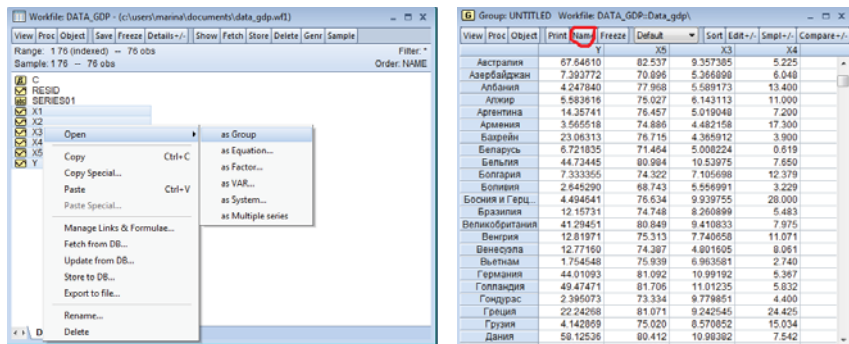 Workfile: DATA_GDP - (c:\users\marina\documents\data_gdp.wf1)
View Proc Object Save Freeze Details+/- Show Fetch Store Delete Genr Sample
Range: 1 76 (indexed) -- 76 obs Filter: *
Sample: 1 76 -- 76 obs Order: NAME
C
RESID
SERIES01
X1
X2
X3
X4
X5
Y
Open
Copy Ctrl+C
Copy Special...
Paste Ctrl+V
Paste Special...
Manage Links & Formulae...
Fetch from DB...
Update from DB...
Store to DB...
Export to file...
Rename...
Delete
as Group
as Equation...
as Factor...
as VAR...
as System...
as Multiple series
D
G Group: UNTITLED Workfile: DATA_GDP::Data_gdp\
View Proc Object Print Name Freeze Default Sort Edit+/- Smpl+/- Compare+/-
Y X5 X3 X4
Австралия 67.64610 82.537 9.357385 5.225
Азербайджан 7.393772 70.896 5.366898 6.048
Албания 4.247840 77.968 5.589173 13.400
Алжир 5.583616 75.027 6.143113 11.000
Аргентина 14.35741 76.457 5.019048 7.200
Армения 3.565518 74.886 4.482158 17.300
Бахрейн 23.06313 76.715 4.365912 3.900
Беларусь 6.721835 71.464 5.008224 0.619
Бельгия 44.73445 80.984 10.53975 7.650
Болгария 7.333355 74.322 7.105698 12.379
Боливия 2.645290 68.743 5.556991 3.229
Босния и Герц... 4.494641 76.634 9.939755 28.000
Бразилия 12.15731 74.748 8.260899 5.483
Великобритания 41.29451 80.849 9.410833 7.975
Венгрия 12.81971 75.313 7.740658 11.071
Венесуэла 12.77160 74.387 4.801605 8.061
Вьетнам 1.754548 75.939 6.963581 2.740
Германия 44.01093 81.092 10.99192 5.367
Голландия 49.47471 81.706 11.01235 5.832
Гондурас 2.395073 73.334 9.779851 4.400
Греция 22.24268 81.071 9.242545 24.425
Грузия 4.142869 75.020 8.570852 15.034
Дания 58.12536 80.412 10.98382 7.542